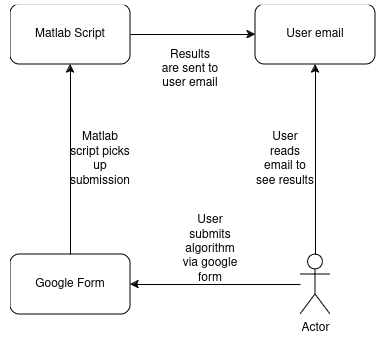 Matlab Script
User email
Results
are sent to
user email
Matlab
script picks
up
submission
User
reads
email to
see results
User
submits
algorithm
via google
form
Google Form
Actor